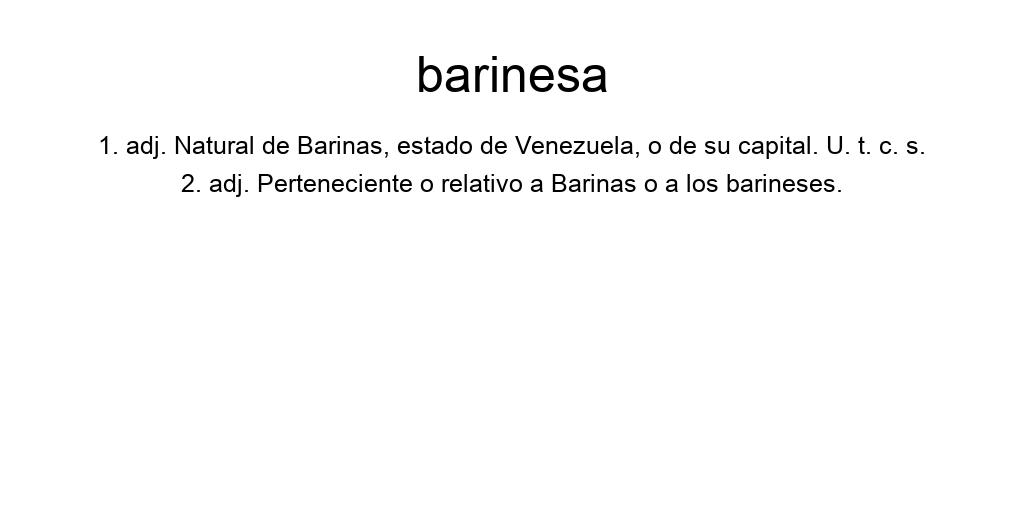 barinesa
1. adj. Natural de Barinas, estado de Venezuela, o de su capital. U. t. c. s.
2. adj. Perteneciente o relativo a Barinas o a los barineses.